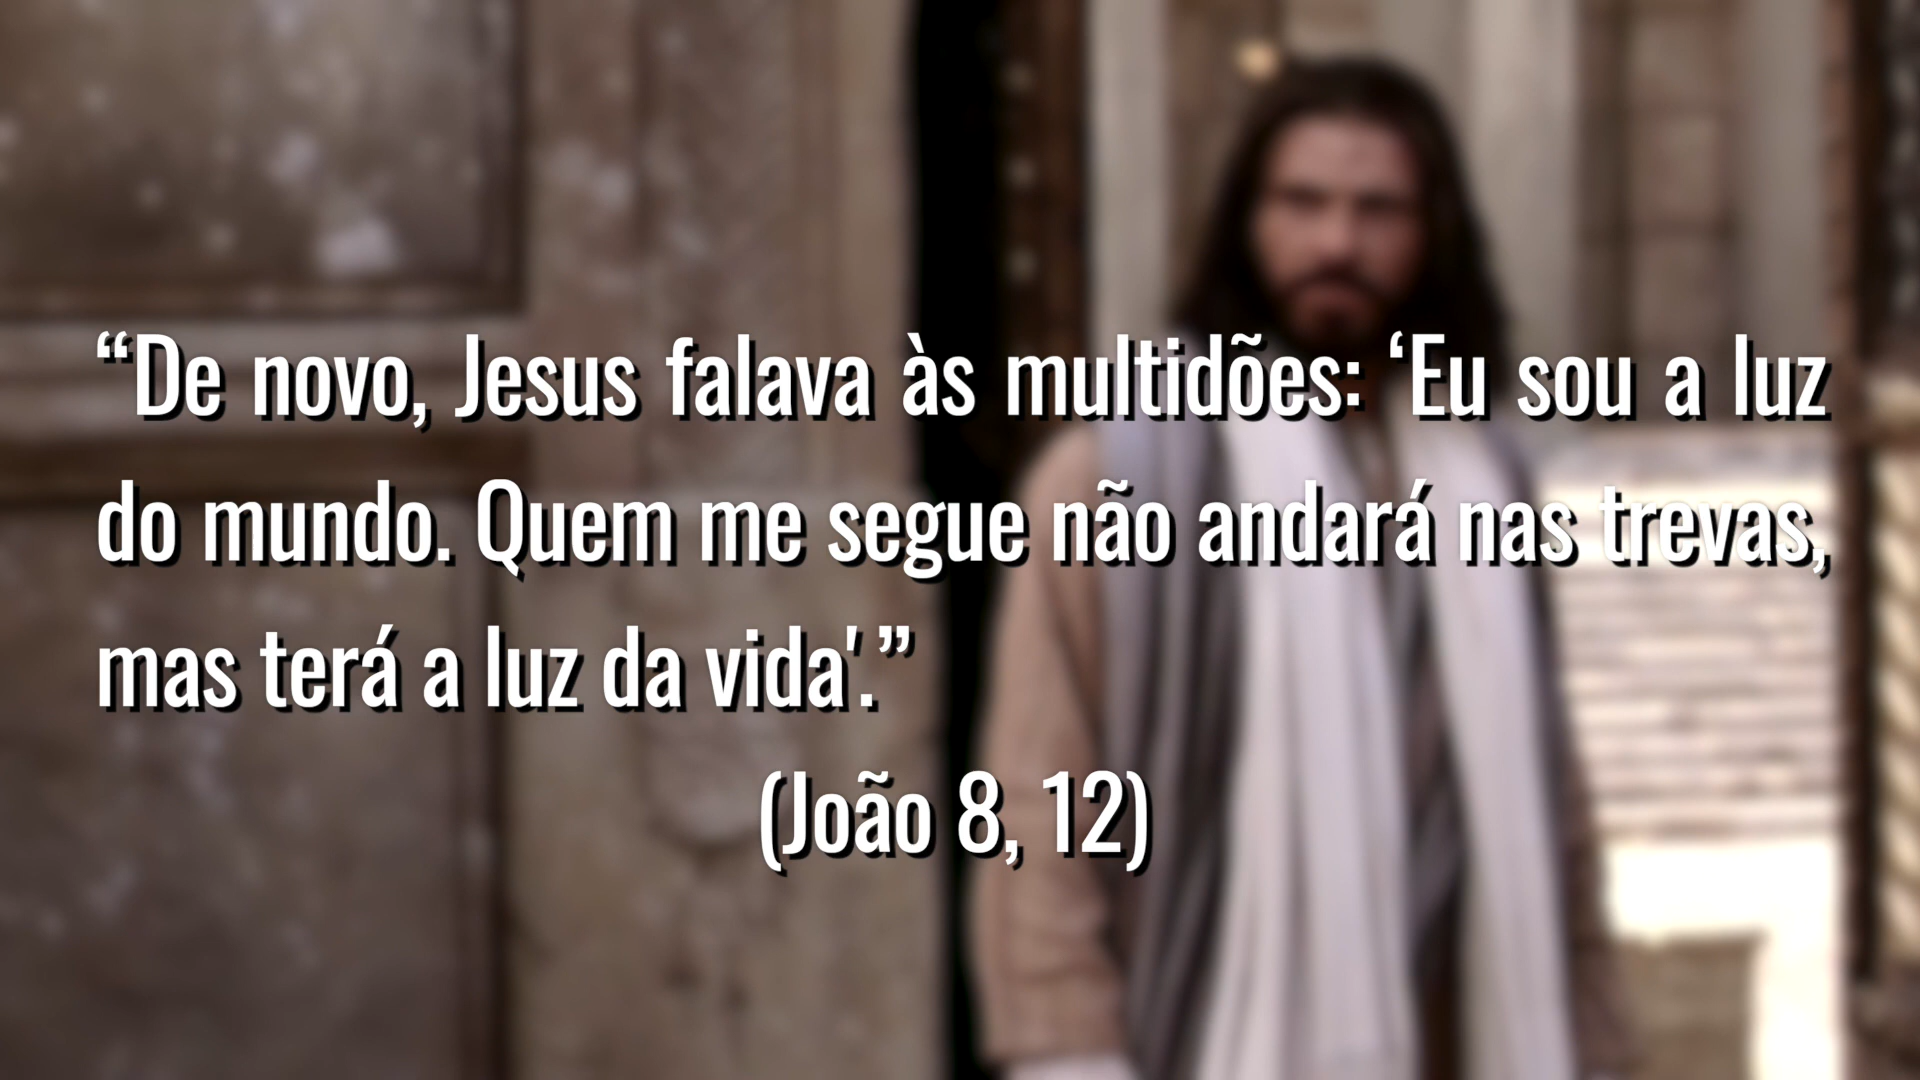 “De novo, Jesus falava às multidões: ‘Eu sou a luz
do mundo. Quem me segue não andará nas trevas,
mas terá a luz da vida'.”
(João 8, 12)